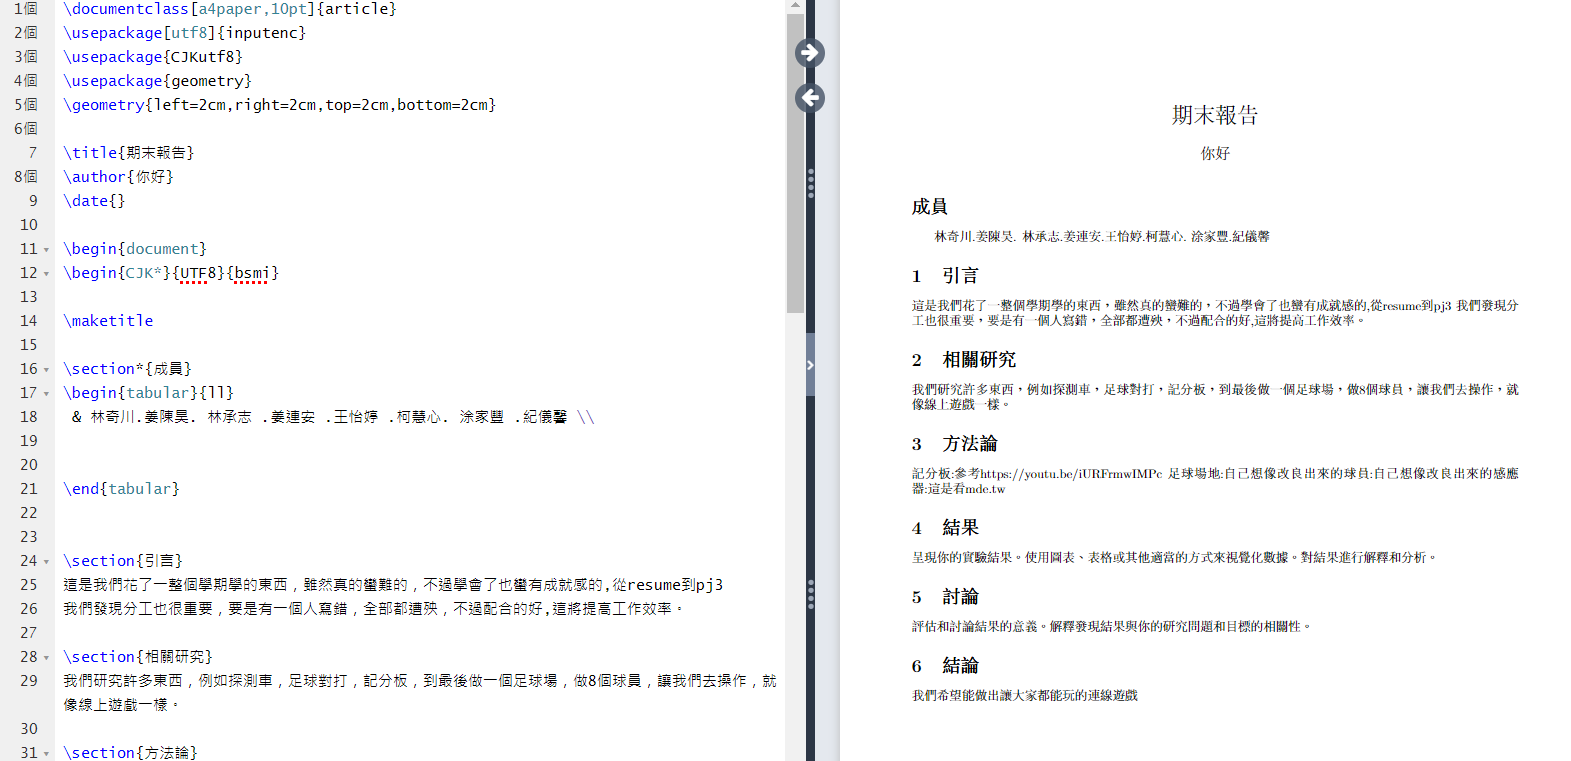 1個 \documentclass[a4paper,10pt]{article}
2個 \usepackage[utf8]{inputenc}
3個 \usepackage{CJKutf8}
4個 \usepackage{geometry}
5個 \geometry{left=2cm,right=2cm,top=2cm,bottom=2cm}
6個
7 \title{期末報告}
8個 \author{你好}
9 \date{}
10
11 \begin{document}
12 \begin{CJK*}{UTF8}{bsmi}
13
14 \maketitle
15
16 \section*{成員}
17 \begin{tabular}{ll}
18 & 林奇川.姜陳昊. 林承志 .姜連安 .王怡婷 .柯慧心. 涂家豐 .紀儀馨 \\
19
20
21 \end{tabular}
22
23
24 \section{引言}
25 這是我們花了一整個學期學的東西，雖然真的蠻難的，不過學會了也蠻有成就感的,從resume到pj3
26 我們發現分工也很重要，要是有一個人寫錯，全部都遭殃，不過配合的好,這將提高工作效率。
27
28 \section{相關研究}
29 我們研究許多東西，例如探測車，足球對打，記分板，到最後做一個足球場，做8個球員，讓我們去操作，就
像線上遊戲一樣。
30
31 \section{方法論}
期末報告
你好
成員
林奇川.姜陳昊. 林承志.姜連安.王怡婷.柯慧心. 涂家豐.紀儀馨
1 引言
這是我們花了一整個學期學的東西，雖然真的蠻難的，不過學會了也蠻有成就感的,從resume到pj3 我們發現分
工也很重要，要是有一個人寫錯，全部都遭殃，不過配合的好,這將提高工作效率。
2 相關研究
我們研究許多東西，例如探測車，足球對打，記分板，到最後做一個足球場，做8個球員，讓我們去操作，就
像線上遊戲一樣。
3 方法論
記分板:參考https://youtu.be/iURFrmwIMPc 足球場地:自己想像改良出來的球員:自己想像改良出來的感應
器:這是看mde.tw
4 結果
呈現你的實驗結果。使用圖表、表格或其他適當的方式來視覺化數據。對結果進行解釋和分析。
5 討論
評估和討論結果的意義。解釋發現結果與你的研究問題和目標的相關性。
6 結論
我們希望能做出讓大家都能玩的連線遊戲